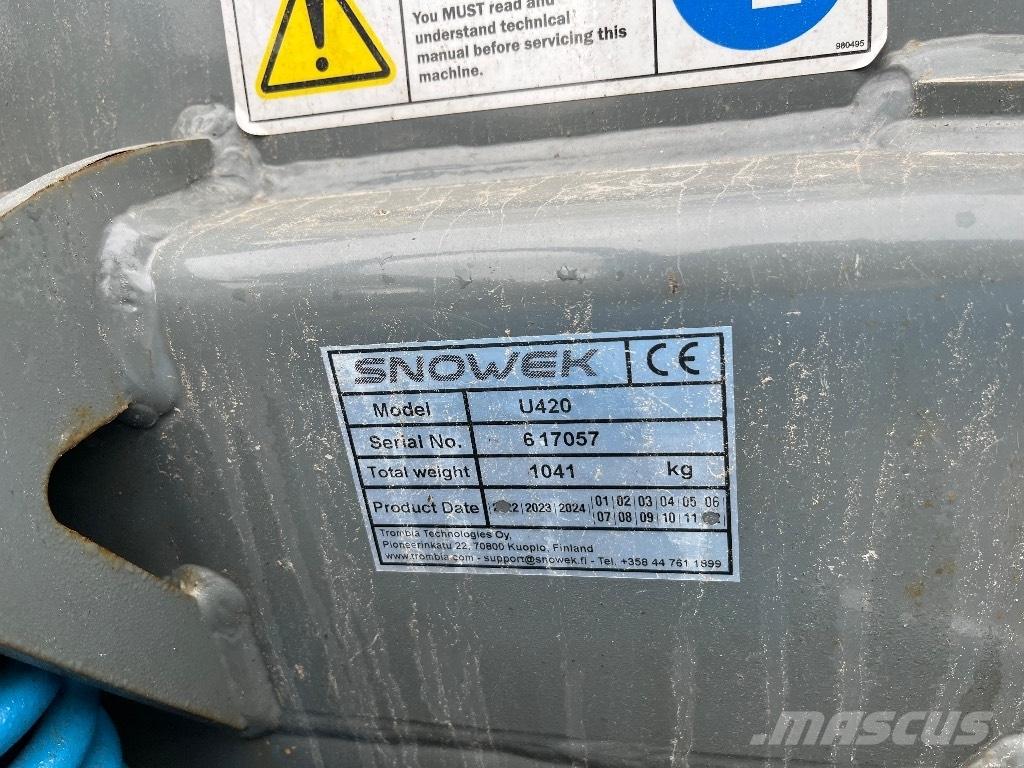 You MUST read and
understand technical
manual before servicing this
machine.
980495
SNOWEK CE
Model U420
Serial No. 617057
Total weight 1041 kg
Product Date |2023|2024| |01|02|03|04|05|06
|07|08|09|10|11|
Trombia Technologies Oy,
Pioneerinkatu 22, 70800 Kuopio, Finland
www.trombia.com - support@snowek.fi - Tel. +358 44 761 1899
MASCUS